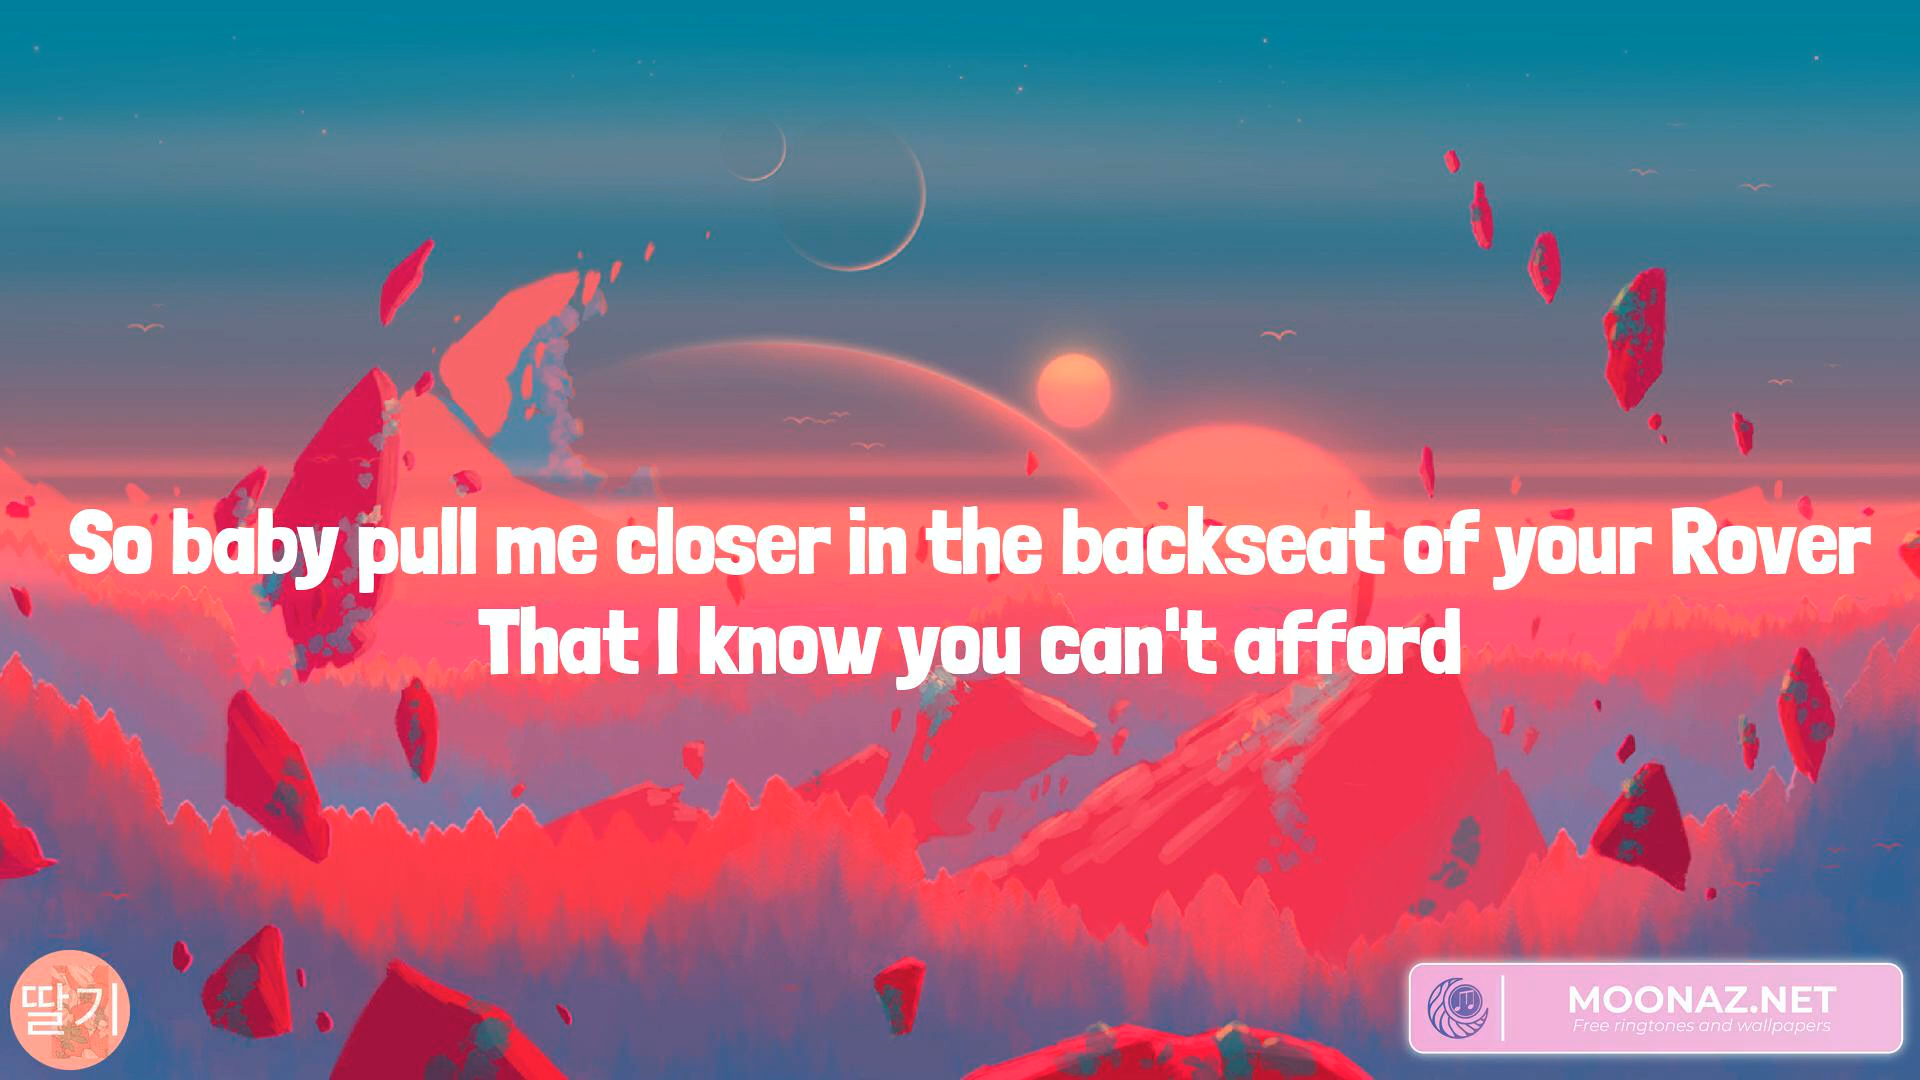 So baby pull me closer in the backseat of your Rover
That I know you can't afford
딸기
MOONAZ.NET
Free ringtones and wallpapers